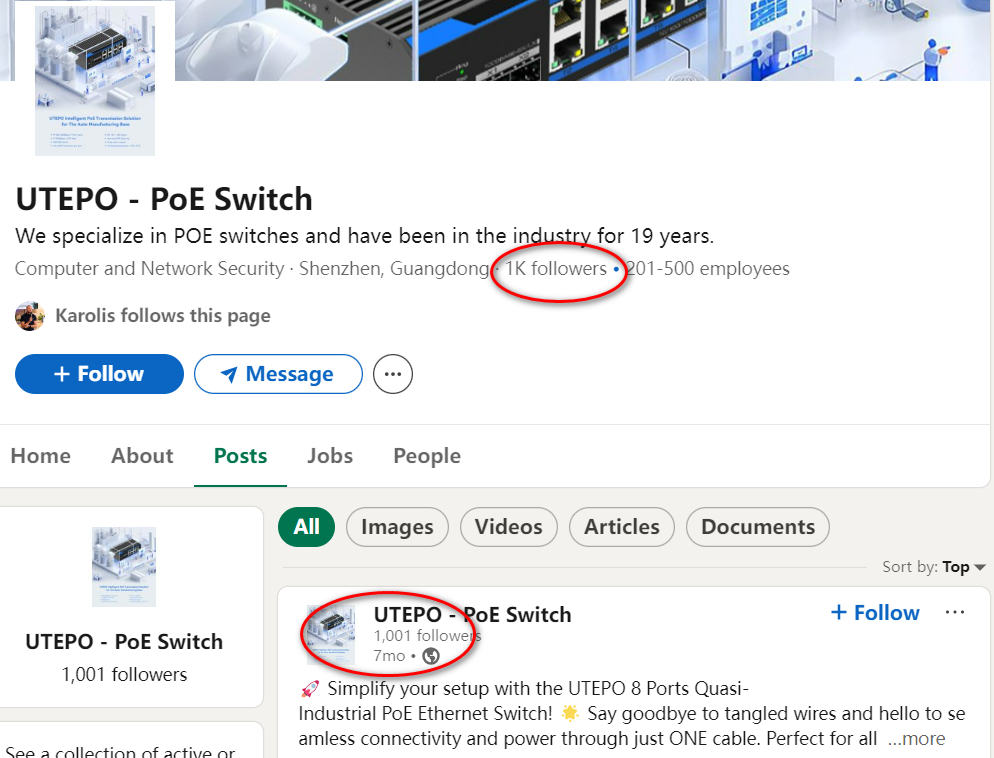 UTEPO Intelligent PoE Transmission Solution
for The Auto Manufacturing Base
UTEPO - PoE Switch
We specialize in POE switches and have been in the industry for 19 years.
Computer and Network Security · Shenzhen, Guangdong · 1K followers • 201-500 employees
Karolis follows this page
+ Follow
Message
...
Home About Posts Jobs People
All Images Videos Articles Documents
Sort by: Top
UTEPO - PoE Switch
1,001 followers
See a collection of active or
UTEPO - PoE Switch
+ Follow ...
1,001 followers
7mo •
🚀 Simplify your setup with the UTEPO 8 Ports Quasi-
Industrial PoE Ethernet Switch! 🌟 Say goodbye to tangled wires and hello to se
amless connectivity and power through just ONE cable. Perfect for all ...more